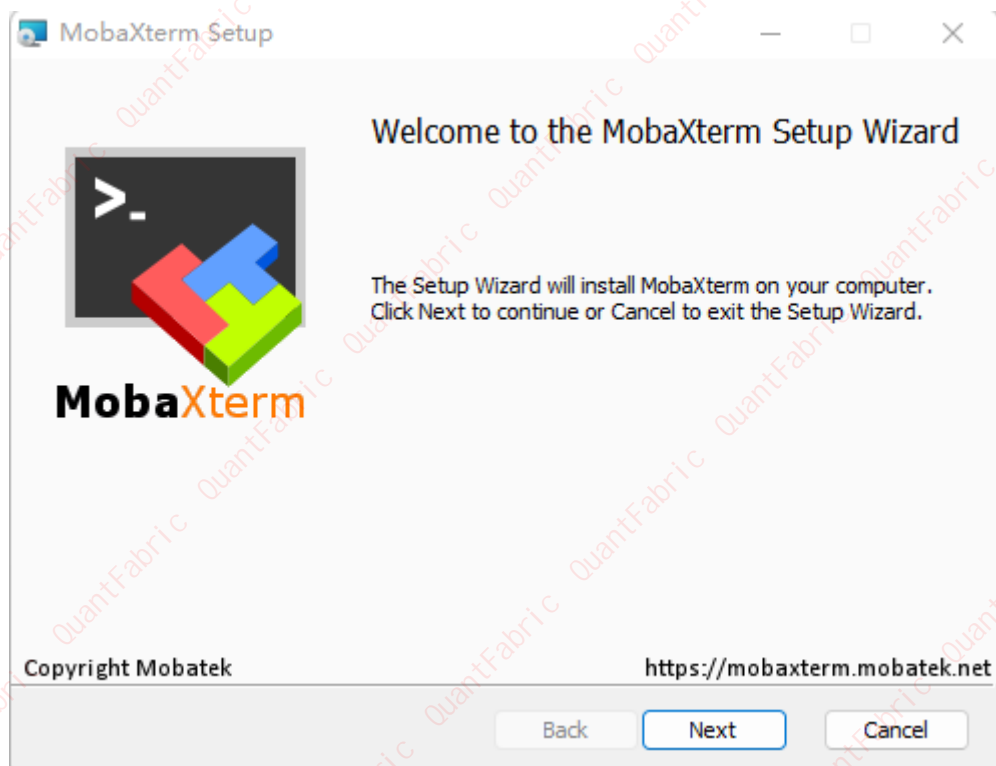 MobaXterm Setup
Welcome to the MobaXterm Setup Wizard
>_
The Setup Wizard will install MobaXterm on your computer.
Click Next to continue or Cancel to exit the Setup Wizard.
MobaXterm
Copyright Mobatek
https://mobaxterm.mobatek.net
Back
Next
Cancel
QuantFabric